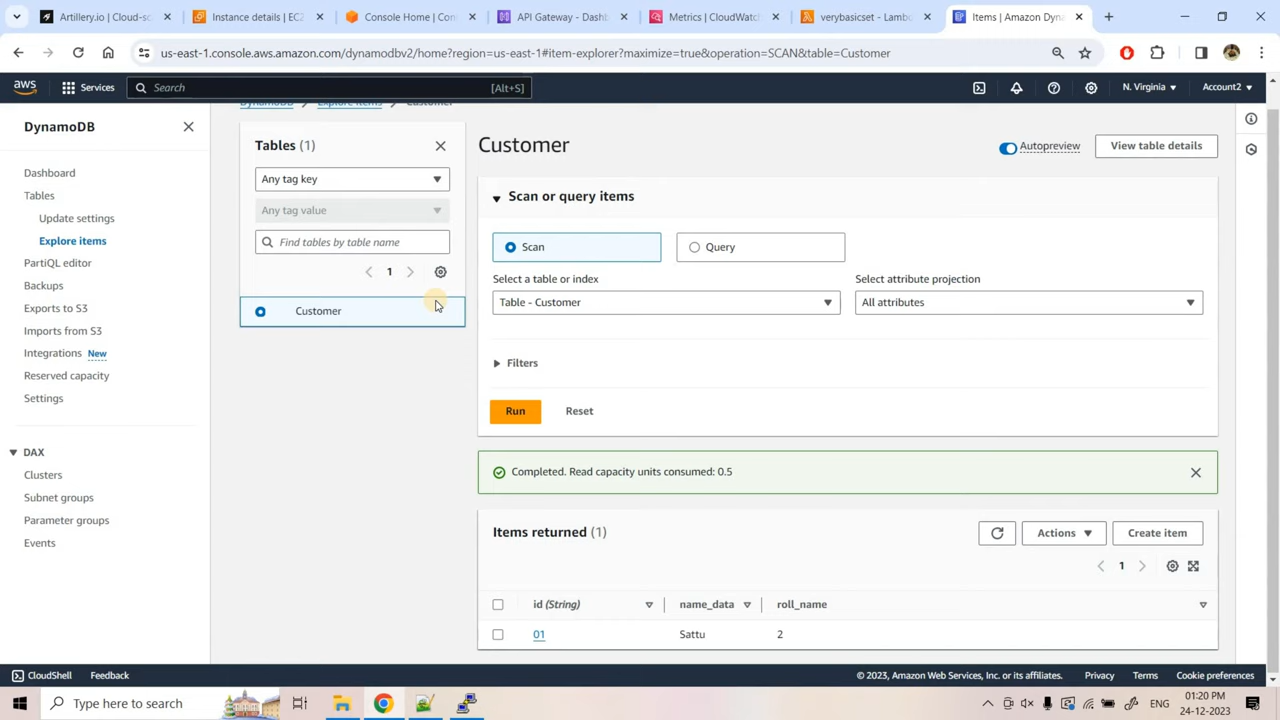 Artillery.io | Cloud-sc
Instance details | EC2
Console Home | Con
API Gateway - Dashb
Metrics | CloudWatc
verybasicset - Lamb
Items | Amazon Dyn
us-east-1.console.aws.amazon.com/dynamodbv2/home?region=us-east-1#item-explorer?maximize=true&operation=SCAN&table=Customer
aws
Services
Search
[Alt+S]
N. Virginia
Account2
DynamoDB
DynamoDB
Explore items
Customer
Dashboard
Tables
Update settings
Explore items
PartiQL editor
Backups
Exports to S3
Imports from S3
Integrations New
Reserved capacity
Settings
DAX
Clusters
Subnet groups
Parameter groups
Events
Tables (1)
Any tag key
Any tag value
Find tables by table name
1
Customer
Customer
Autopreview
View table details
Scan or query items
Scan
Query
Select a table or index
Select attribute projection
Table - Customer
All attributes
Filters
Run
Reset
Completed. Read capacity units consumed: 0.5
Items returned (1)
Actions
Create item
1
id (String)
name_data
roll_name
01
Sattu
2
CloudShell
Feedback
© 2023, Amazon Web Services, Inc. or its affiliates.
Privacy
Terms
Cookie preferences
Type here to search
ENG
01:20 PM
24-12-2023